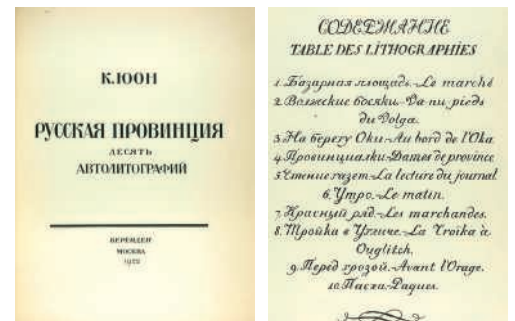 К. ЮОН
РУССКАЯ ПРОВИНЦИЯ
ДЕСЯТЬ
АВТОЛИТОГРАФИЙ
БЕРЕНДЕИ
МОСКВА
1922
СОДЕРЖАНИЕ
TABLE DES LITHOGRAPHIES
1. Базарная площадь.-Le marché
2. Волжские босяки.-Va nu pieds
du Volga.
3. На берегу Оки.-Au bord de l'Oka
4. Провинциалки-Dames de province
5. Чтение газет.-La lecture du journal
6. Утро.-Le matin.
7. Красный ряд.-Les marchandes.
8. Тройка в Угличе.-La Troïka à
Ouglitch.
9. Перед грозой.-Avant l'Orage.
10. Пасха-Paques.